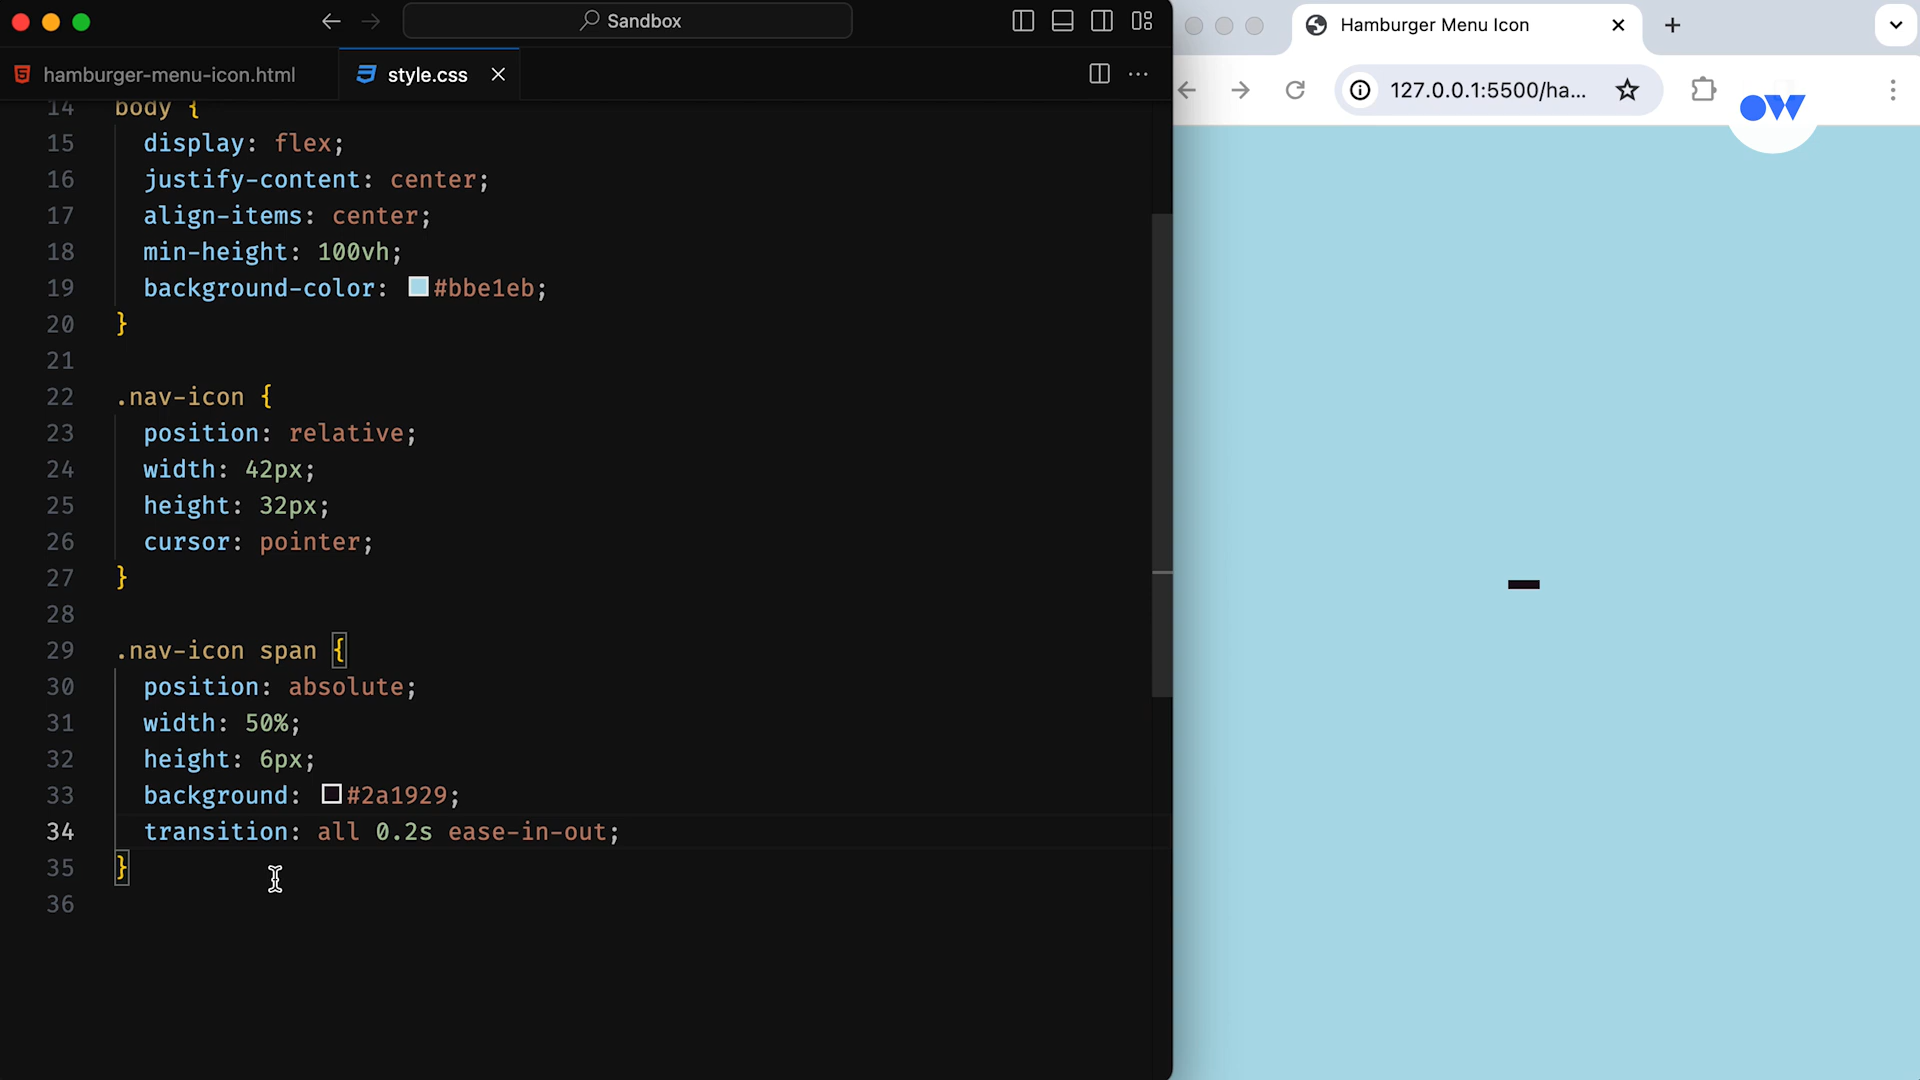 Sandbox
hamburger-menu-icon.html
style.css
14 body {
15 display: flex;
16 justify-content: center;
17 align-items: center;
18 min-height: 100vh;
19 background-color: #bbe1eb;
20 }
21
22 .nav-icon {
23 position: relative;
24 width: 42px;
25 height: 32px;
26 cursor: pointer;
27 }
28
29 .nav-icon span {
30 position: absolute;
31 width: 50%;
32 height: 6px;
33 background: #2a1929;
34 transition: all 0.2s ease-in-out;
35 }
36
Hamburger Menu Icon
127.0.0.1:5500/ha...
OW